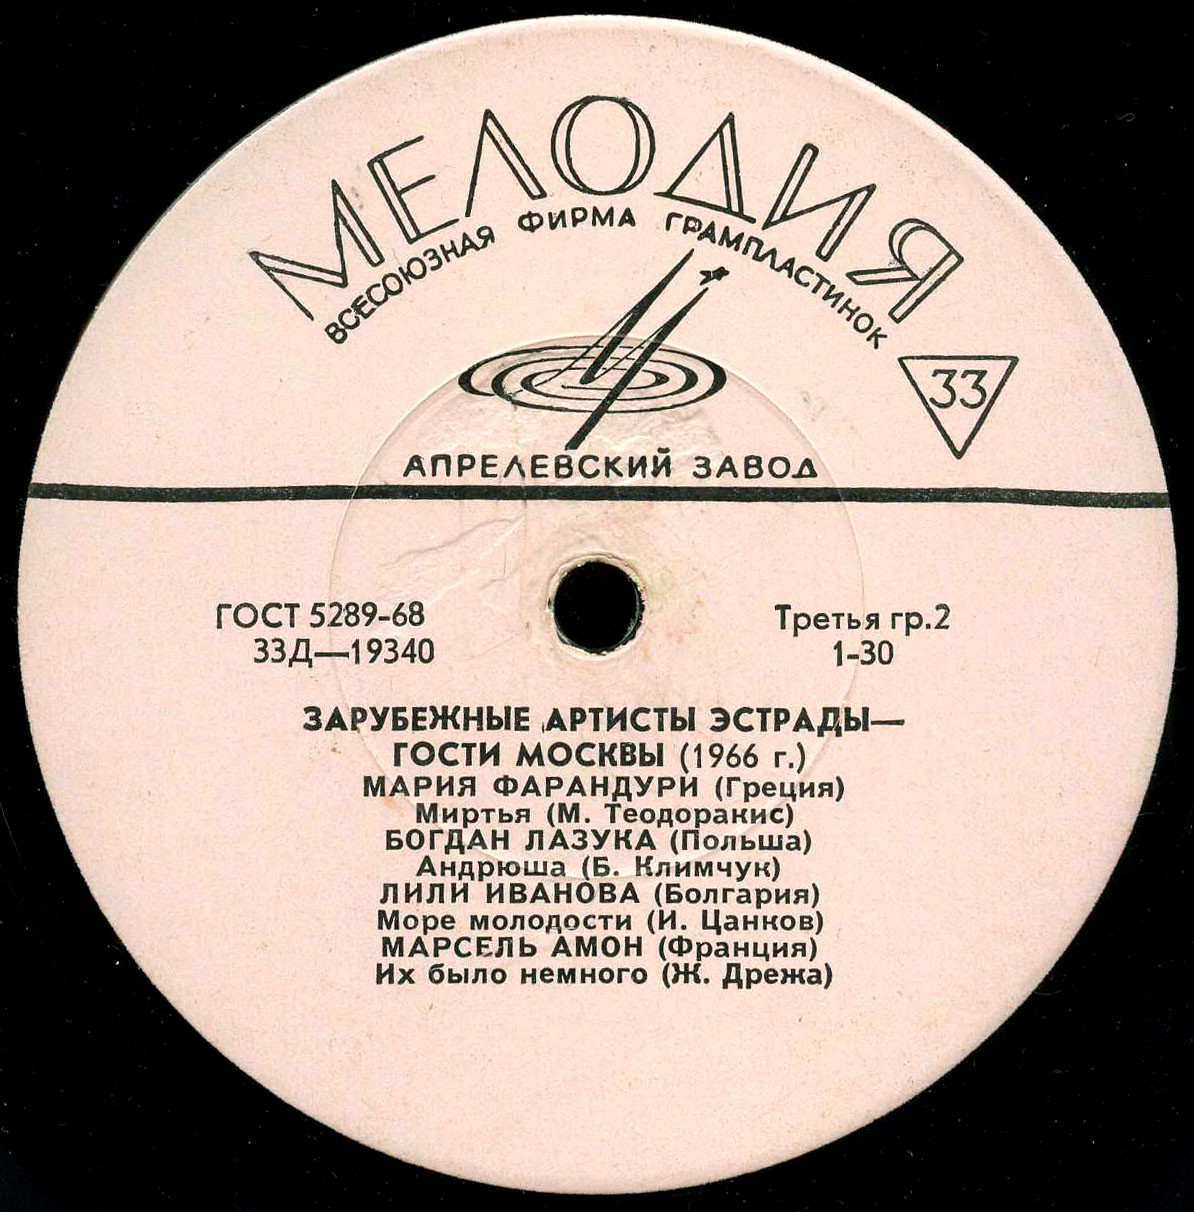 МЕЛОДИЯ
ВСЕСОЮЗНАЯ ФИРМА ГРАМПЛАСТИНОК
33
АПРЕЛЕВСКИЙ ЗАВОД
ГОСТ 5289-68
Третья гр.2
33Д—19340
1-30
ЗАРУБЕЖНЫЕ АРТИСТЫ ЭСТРАДЫ—
ГОСТИ МОСКВЫ (1966 г.)
МАРИЯ ФАРАНДУРИ (Греция)
Миртья (М. Теодоракис)
БОГДАН ЛАЗУКА (Польша)
Андрюша (Б. Климчук)
ЛИЛИ ИВАНОВА (Болгария)
Море молодости (И. Цанков)
МАРСЕЛЬ АМОН (Франция)
Их было немного (Ж. Дрежа)